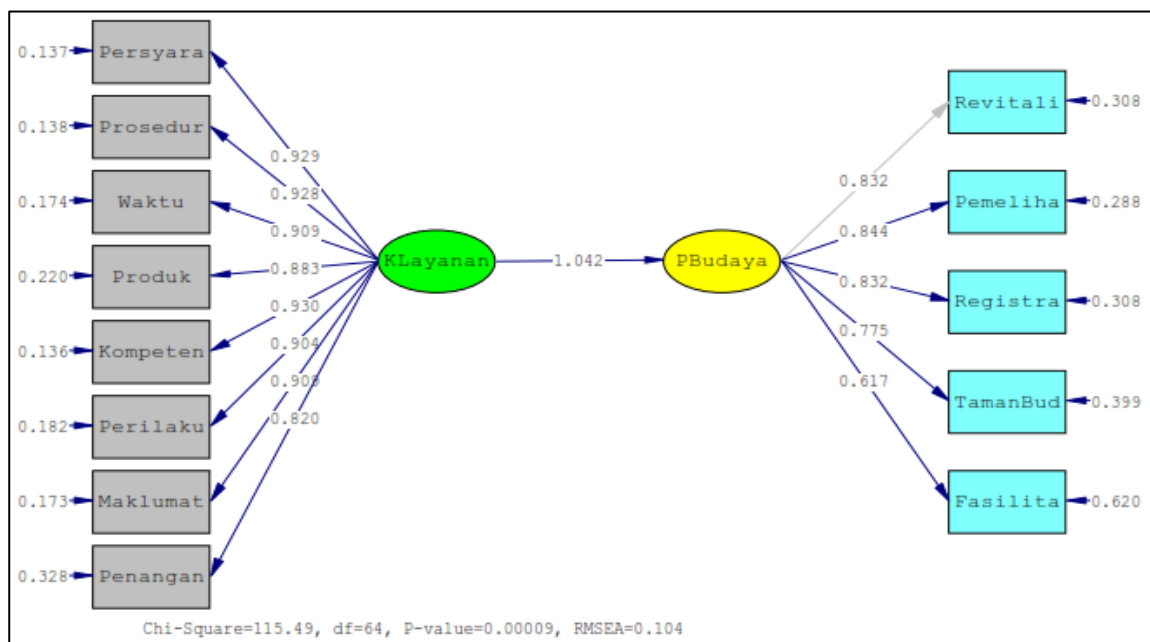 0.137 Persyara
0.138 Prosedur
0.174 Waktu
0.220 Produk
0.136 Kompeten
0.182 Perilaku
0.173 Maklumat
0.328 Penangan
0.929
0.928
0.909
0.883
0.930
0.904
0.909
0.820
KLayanan
1.042
PBudaya
0.832
0.844
0.832
0.775
0.617
Revitali 0.308
Pemeliha 0.288
Registra 0.308
TamanBud 0.399
Fasilita 0.620
Chi-Square=115.49, df=64, P-value=0.00009, RMSEA=0.104